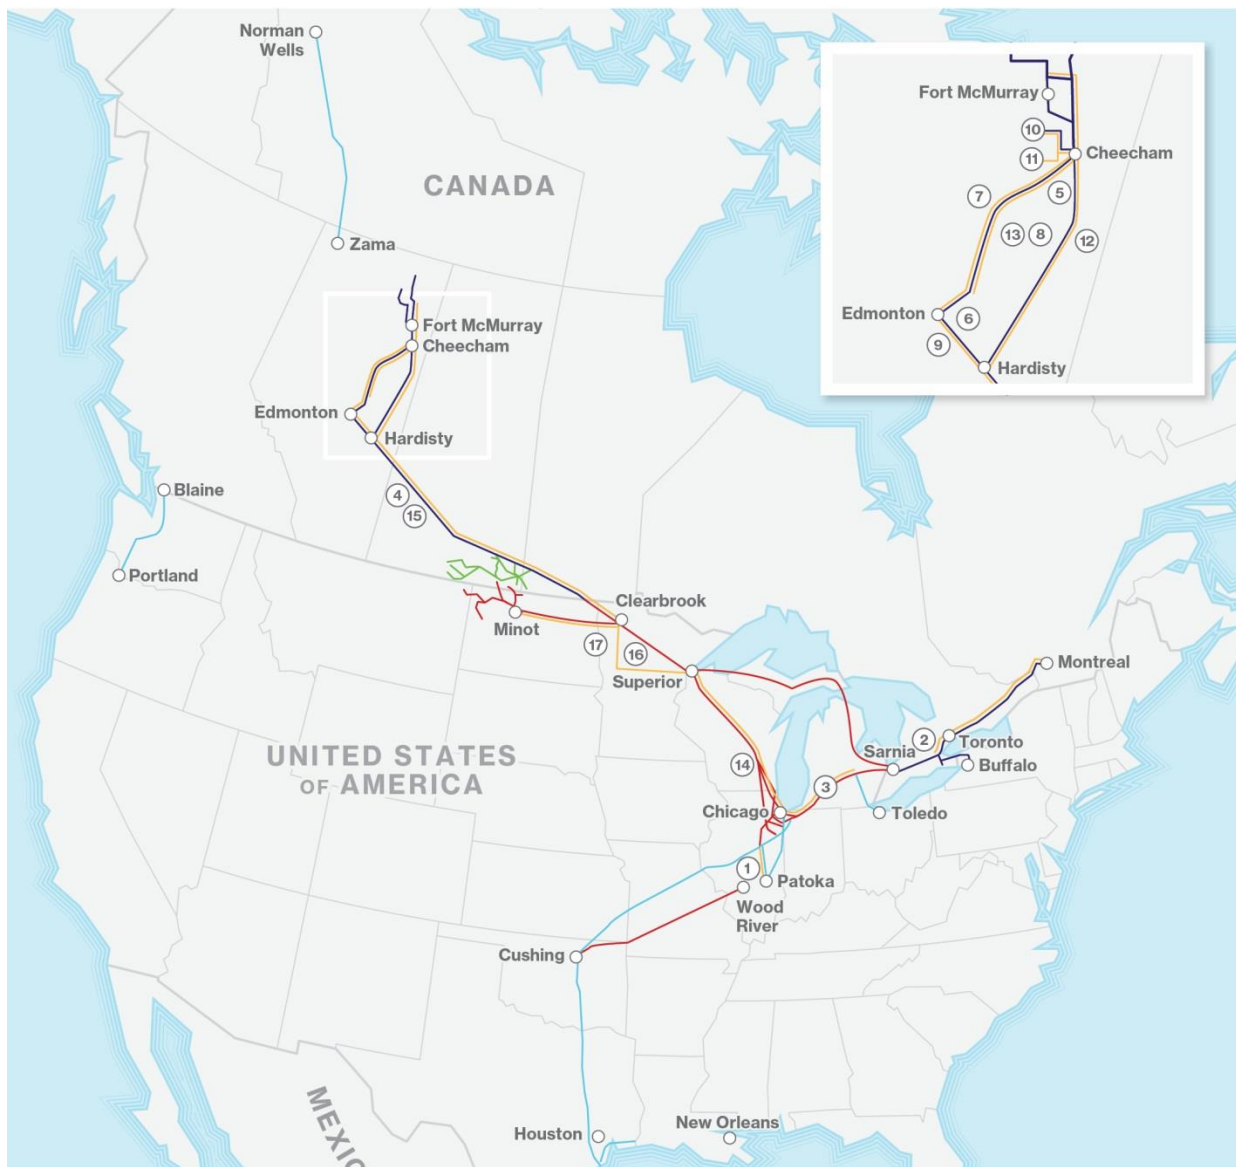 Norman
Wells
CANADA
Zama
Fort McMurray
Cheecham
Edmonton
Hardisty
Fort McMurray
10
Cheecham
11
7
5
13
8
12
Edmonton
6
9
Hardisty
Blaine
4
15
Portland
Clearbrook
Minot
17
16
Superior
Montreal
UNITED STATES
OF AMERICA
2
Toronto
Sarnia
Buffalo
14
3
Chicago
Toledo
1
Patoka
Wood
River
Cushing
Houston
New Orleans
MEXIC